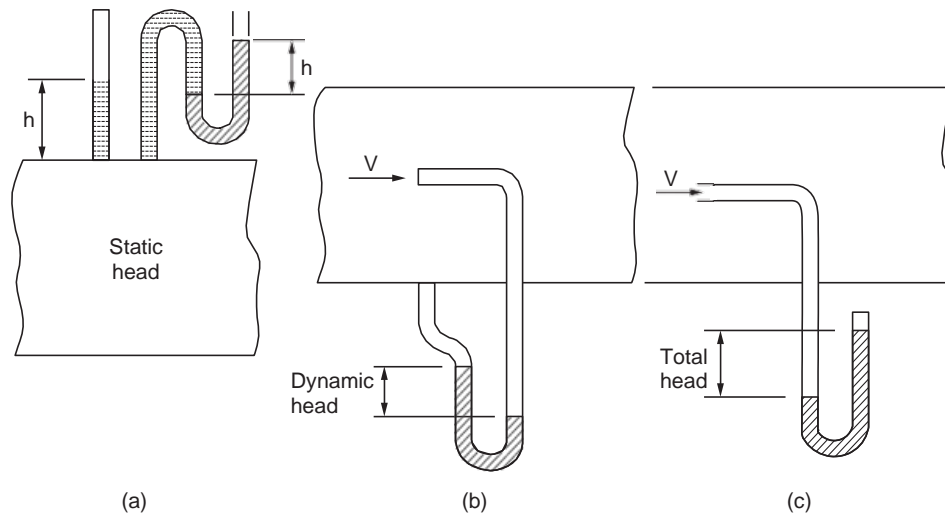 h
h
Static
head
(a)
V
Dynamic
head
(b)
V
Total
head
(c)